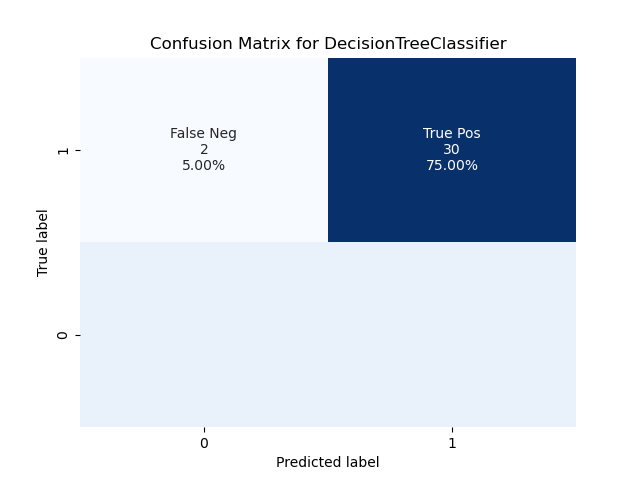 Confusion Matrix for DecisionTreeClassifier
False Neg
2
5.00%
True Pos
30
75.00%
1
0
True label
0
1
Predicted label